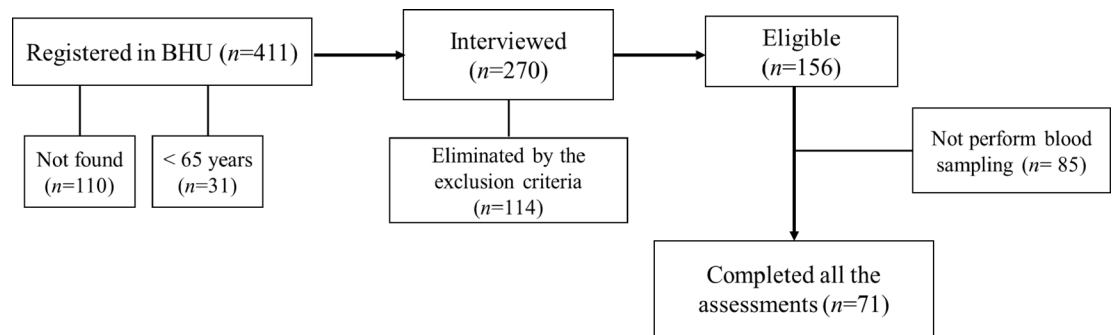 Registered in BHU (n=411)
Interviewed
(n=270)
Eligible
(n=156)
Not found
(n=110)
< 65 years
(n=31)
Eliminated by the
exclusion criteria
(n=114)
Not perform blood
sampling (n= 85)
Completed all the
assessments (n=71)